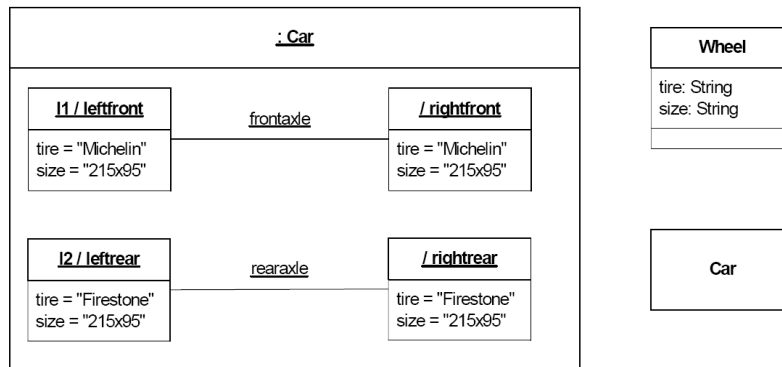 : Car
l1 / leftfront
tire = "Michelin"
size = "215x95"
frontaxle
/ rightfront
tire = "Michelin"
size = "215x95"
l2 / leftrear
tire = "Firestone"
size = "215x95"
rearaxle
/ rightrear
tire = "Firestone"
size = "215x95"
Wheel
tire: String
size: String
Car